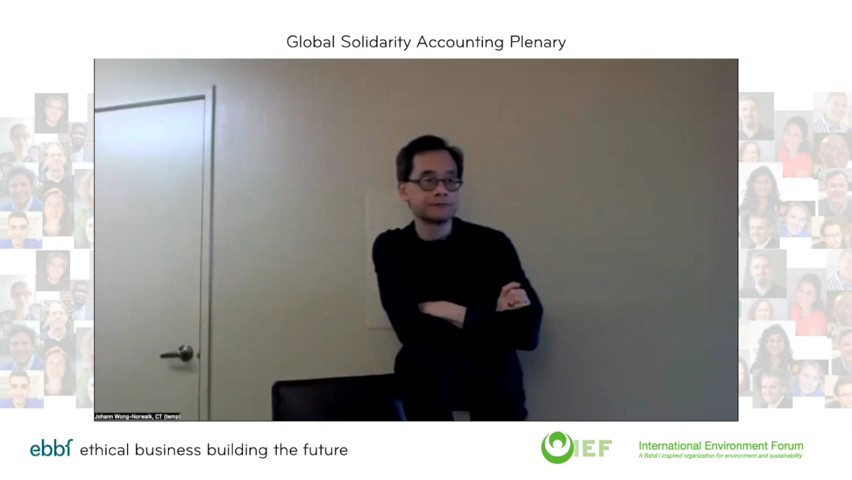 Global Solidarity Accounting Plenary
Johann Wong-Norwalk, CT (temp)
ebbf ethical business building the future
IEF
International Environment Forum
A Bahá'í inspired organization for environment and sustainability